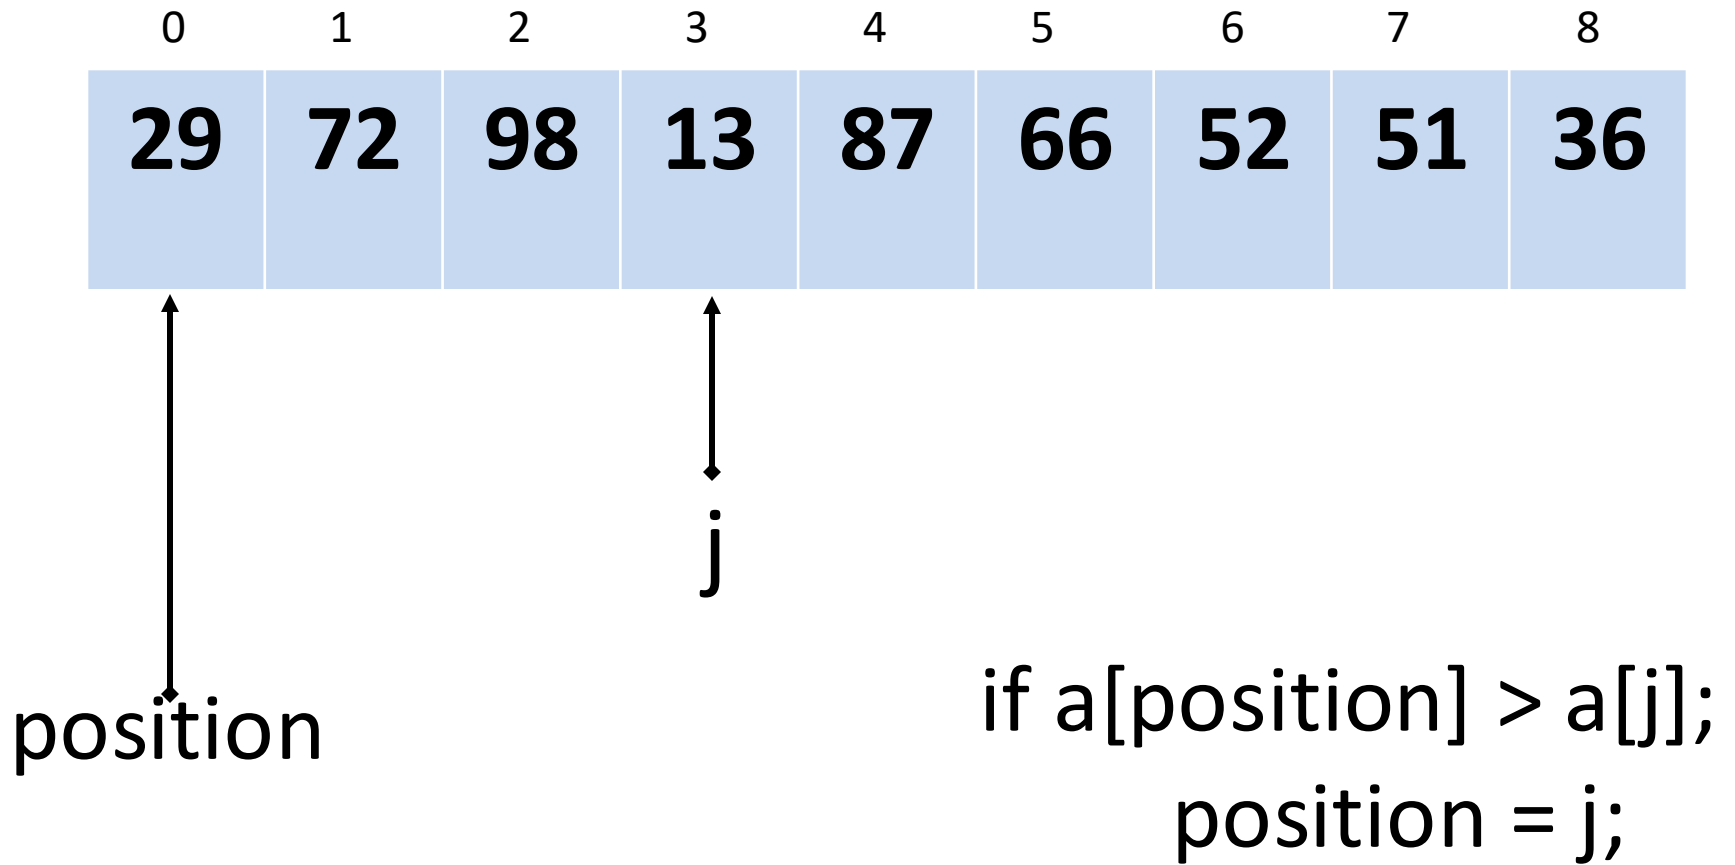 0 1 2 3 4 5 6 7 8
29 72 98 13 87 66 52 51 36
j
position
if a[position] > a[j];
position = j;